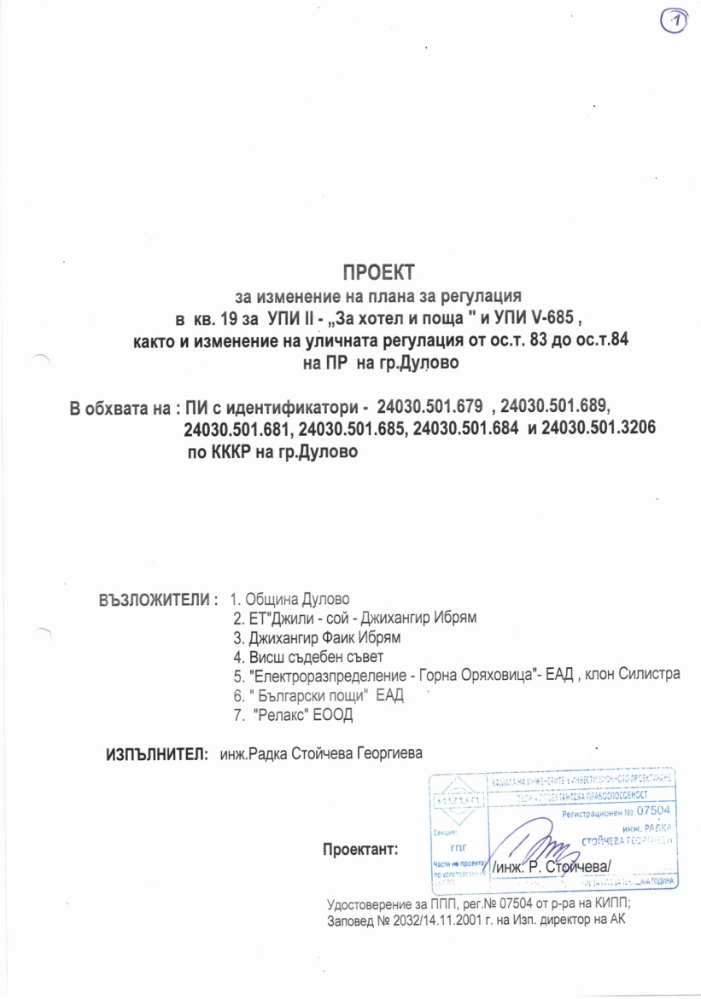 1
ПРОЕКТ
за изменение на плана за регулация
в кв. 19 за УПИ II - „За хотел и поща " и УПИ V-685 ,
както и изменение на уличната регулация от ос.т. 83 до ос.т.84
на ПР на гр.Дулово
В обхвата на : ПИ с идентификатори - 24030.501.679 , 24030.501.689,
24030.501.681, 24030.501.685, 24030.501.684 и 24030.501.3206
по КККР на гр.Дулово
ВЪЗЛОЖИТЕЛИ : 1. Община Дулово
2. ЕТ"Джили - сой - Джихангир Ибрям
3. Джихангир Фаик Ибрям
4. Висш съдебен съвет
5. "Електроразпределение - Горна Оряховица"- ЕАД , клон Силистра
6. " Български пощи" ЕАД
7. "Релакс" ЕООД
ИЗПЪЛНИТЕЛ: инж.Радка Стойчева Георгиева
КАМАРА НА ИНЖЕНЕРИТЕ В ИНВЕСТИЦИОННОТО ПРОЕКТИРАНЕ
ПЪЛНА ПРОЕКТАНТСКА ПРАВОСПОСОБНОСТ
Регистрационен № 07504
инж. РАДКА
Секция:
СТОЙЧЕВА ГЕОРГИЕВА
ГПГ
Проектант:
Части на проекта:
/инж. Р. Стойчева/
по удостоверение
Удостоверение за ППП, рег.№ 07504 от р-ра на КИПП;
Заповед № 2032/14.11.2001 г. на Изп. директор на АК